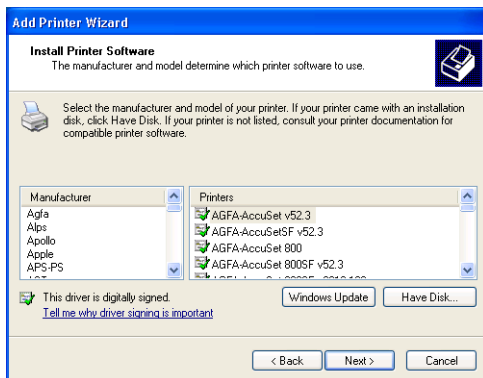 Add Printer Wizard
Install Printer Software
The manufacturer and model determine which printer software to use.
Select the manufacturer and model of your printer. If your printer came with an installation
disk, click Have Disk. If your printer is not listed, consult your printer documentation for
compatible printer software.
Manufacturer
Agfa
Alps
Apollo
Apple
APS-PS
Printers
AGFA-AccuSet v52.3
AGFA-AccuSetSF v52.3
AGFA-AccuSet 800
AGFA-AccuSet 800SF v52.3
This driver is digitally signed.
Tell me why driver signing is important
Windows Update
Have Disk...
< Back
Next >
Cancel